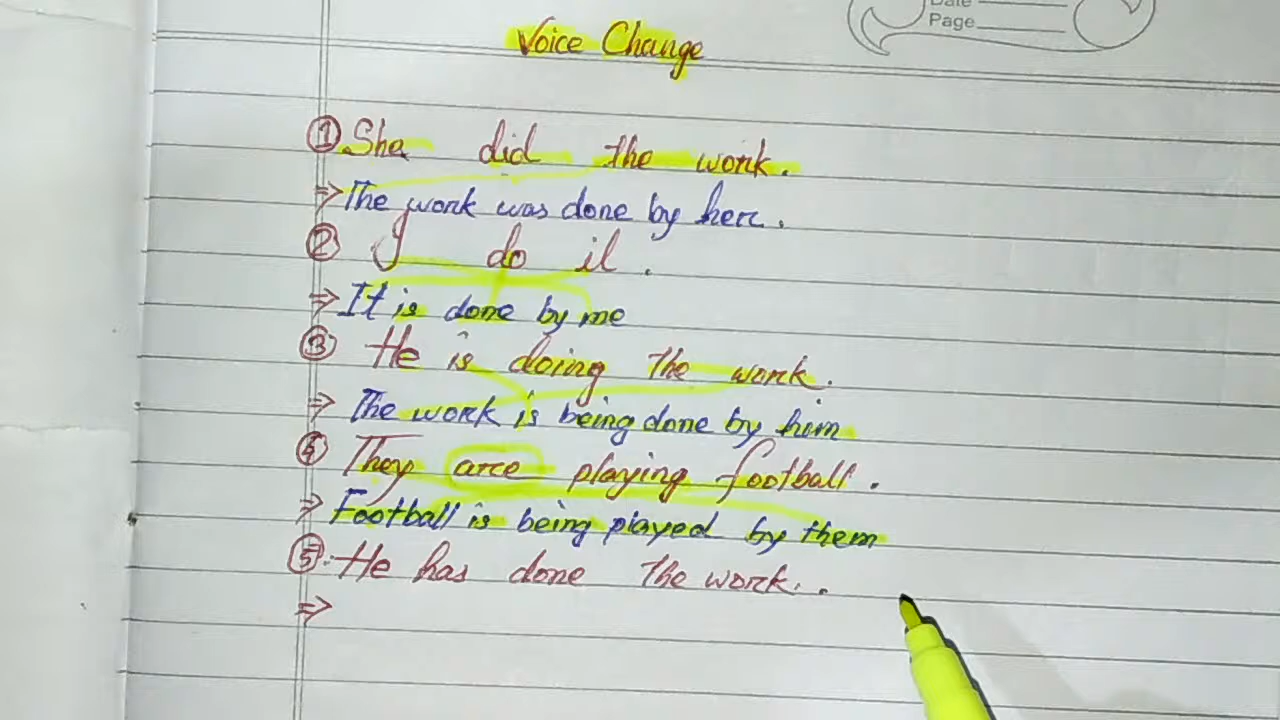 Date
Page
Voice Change
① She did the work.
⇒ The work was done by her.
② I do it.
⇒ It is done by me
③ He is doing the work.
⇒ The work is being done by him
④ They are playing football.
⇒ Football is being played by them
⑤ He has done the work..
⇒